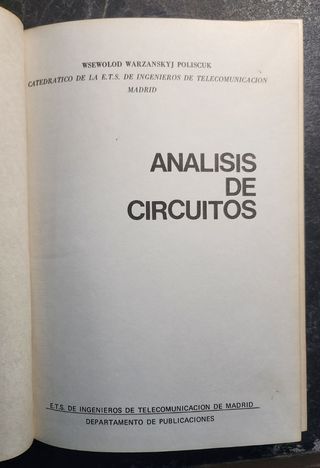 WSEWOLOD WARZANSKYJ POLISCUK
CATEDRATICO DE LA E.T.S. DE INGENIEROS DE TELECOMUNICACION
MADRID
ANALISIS
DE
CIRCUITOS
E.T.S. DE INGENIEROS DE TELECOMUNICACION DE MADRID
DEPARTAMENTO DE PUBLICACIONES